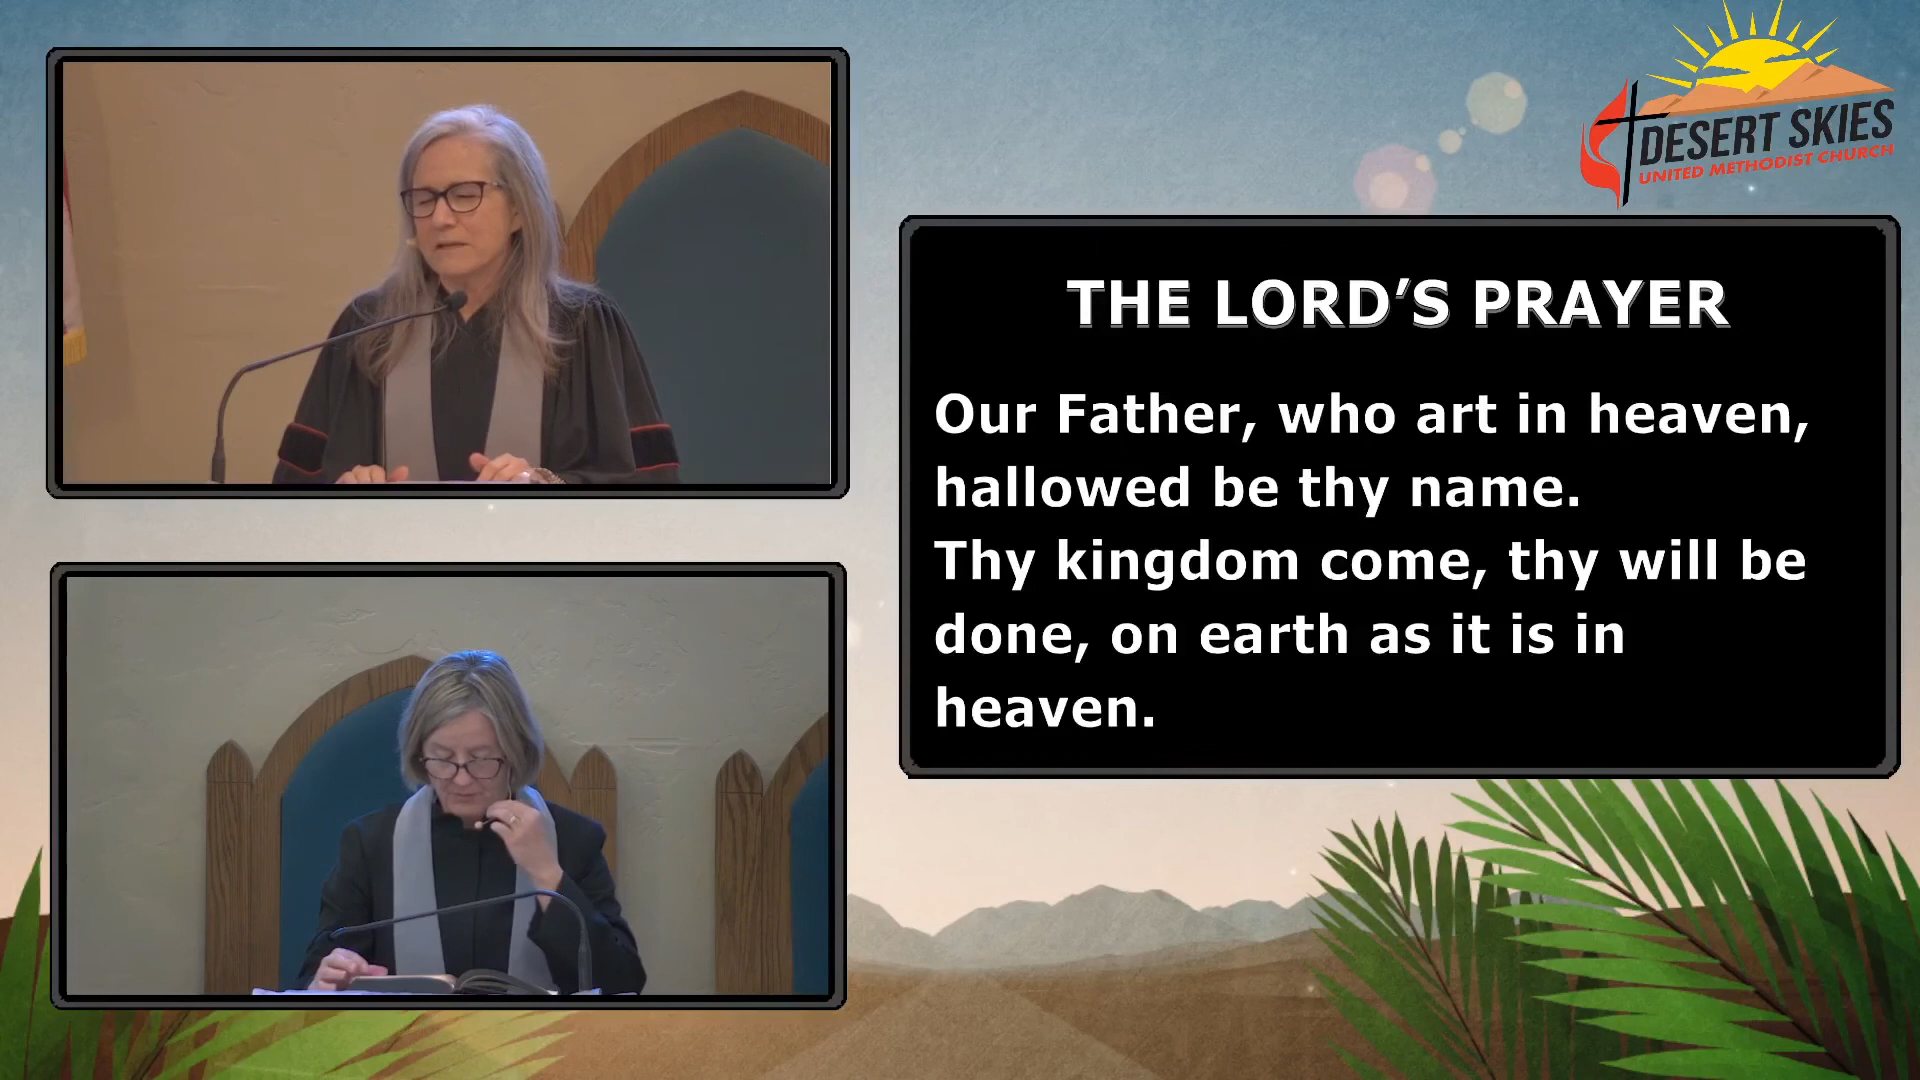 DESERT SKIES
UNITED METHODIST CHURCH
THE LORD’S PRAYER
Our Father, who art in heaven,
hallowed be thy name.
Thy kingdom come, thy will be
done, on earth as it is in
heaven.